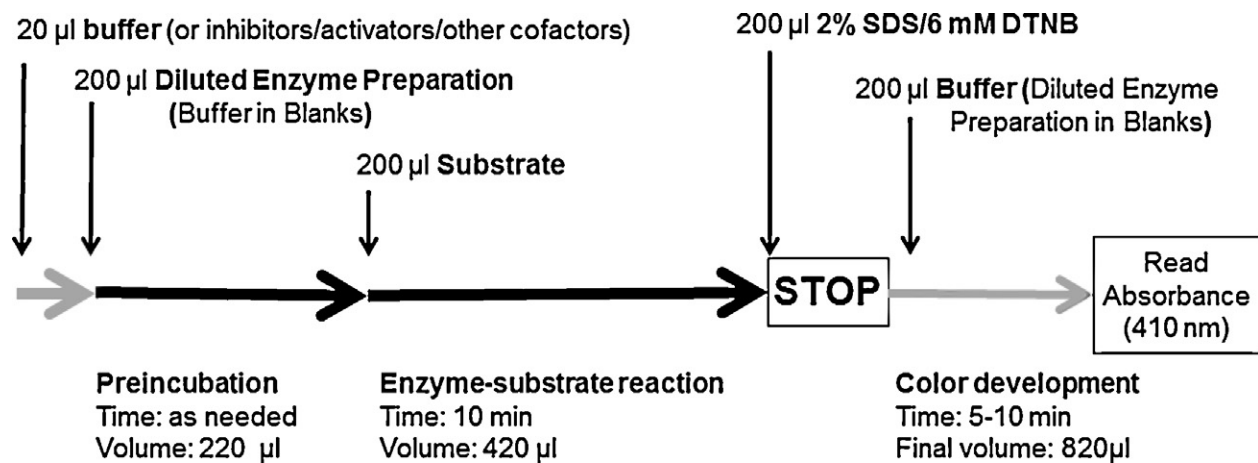 20 µl buffer (or inhibitors/activators/other cofactors)
200 µl Diluted Enzyme Preparation
(Buffer in Blanks)
200 µl Substrate
200 µl 2% SDS/6 mM DTNB
200 µl Buffer (Diluted Enzyme
Preparation in Blanks)
STOP
Read
Absorbance
(410 nm)
Preincubation
Time: as needed
Volume: 220 µl
Enzyme-substrate reaction
Time: 10 min
Volume: 420 µl
Color development
Time: 5-10 min
Final volume: 820µl